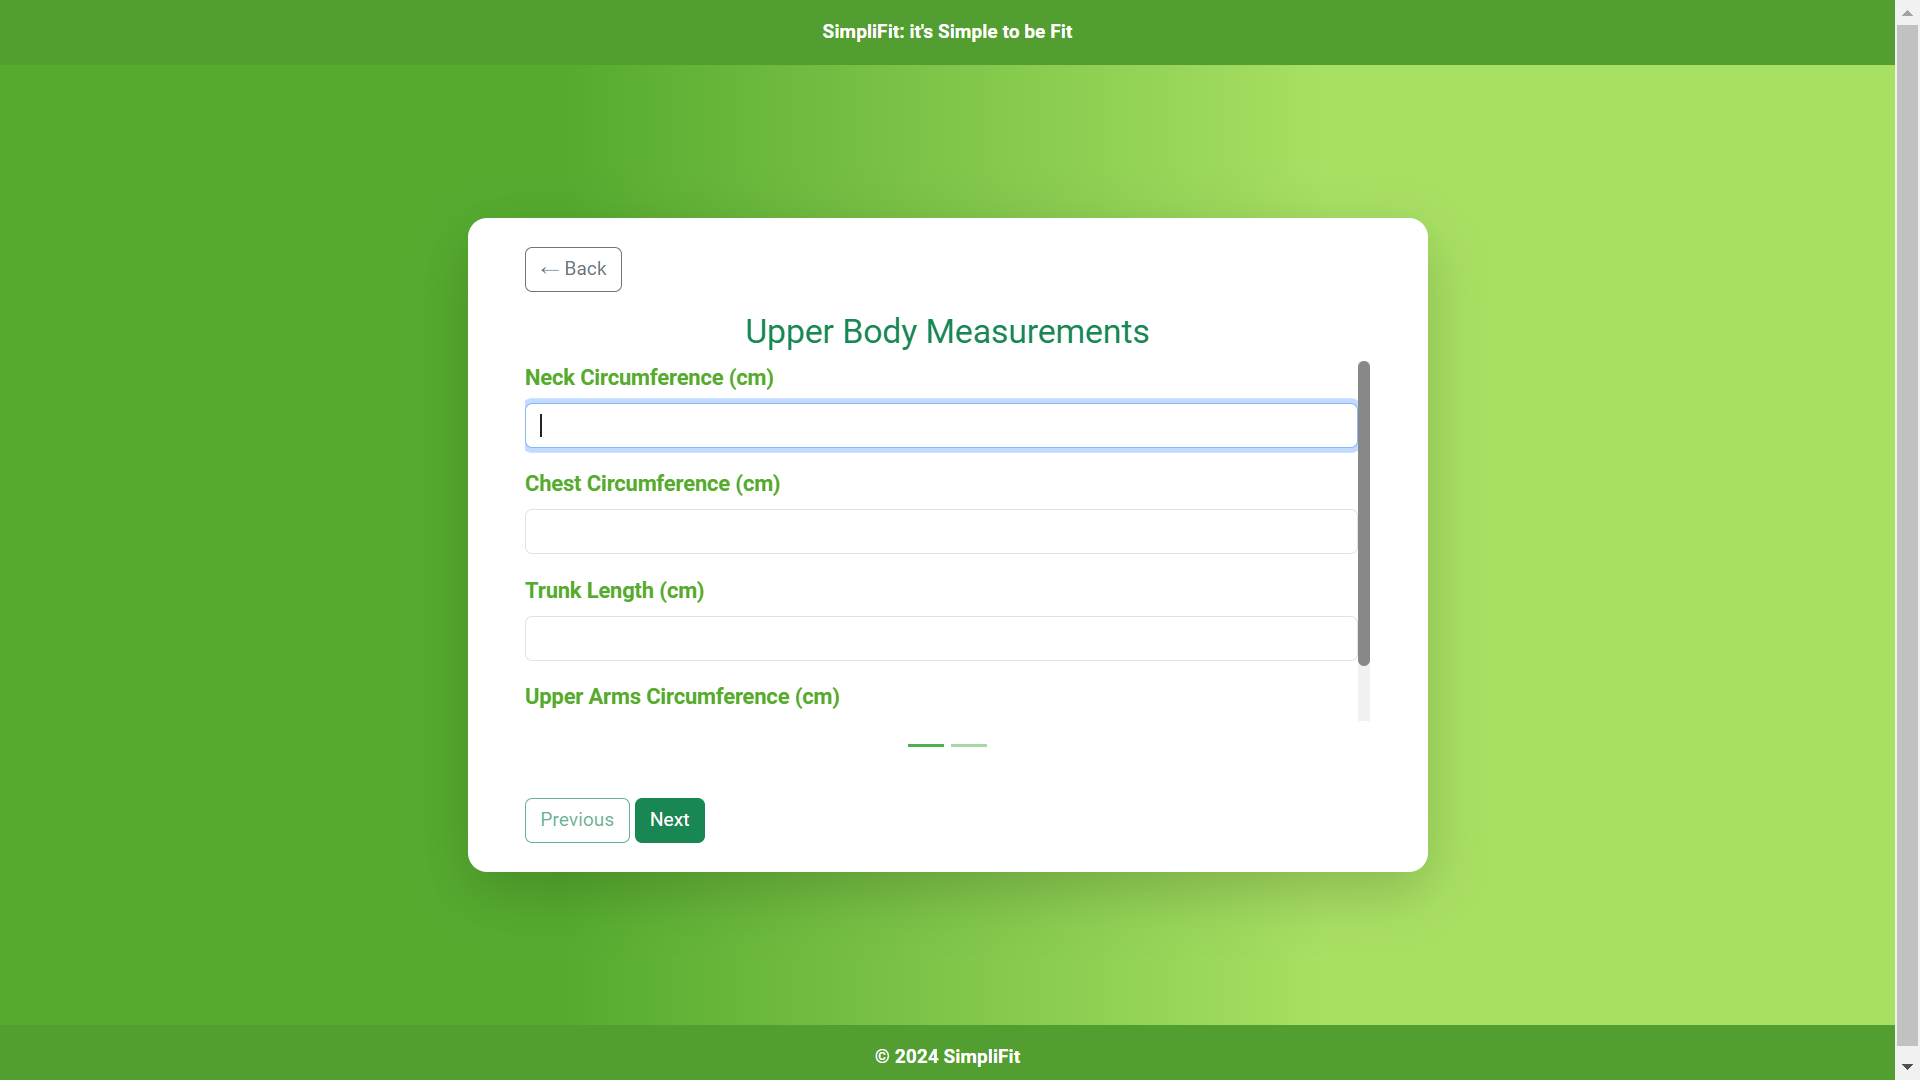 SimpliFit: it's Simple to be Fit
← Back
Upper Body Measurements
Neck Circumference (cm)
Chest Circumference (cm)
Trunk Length (cm)
Upper Arms Circumference (cm)
Previous Next
© 2024 SimpliFit